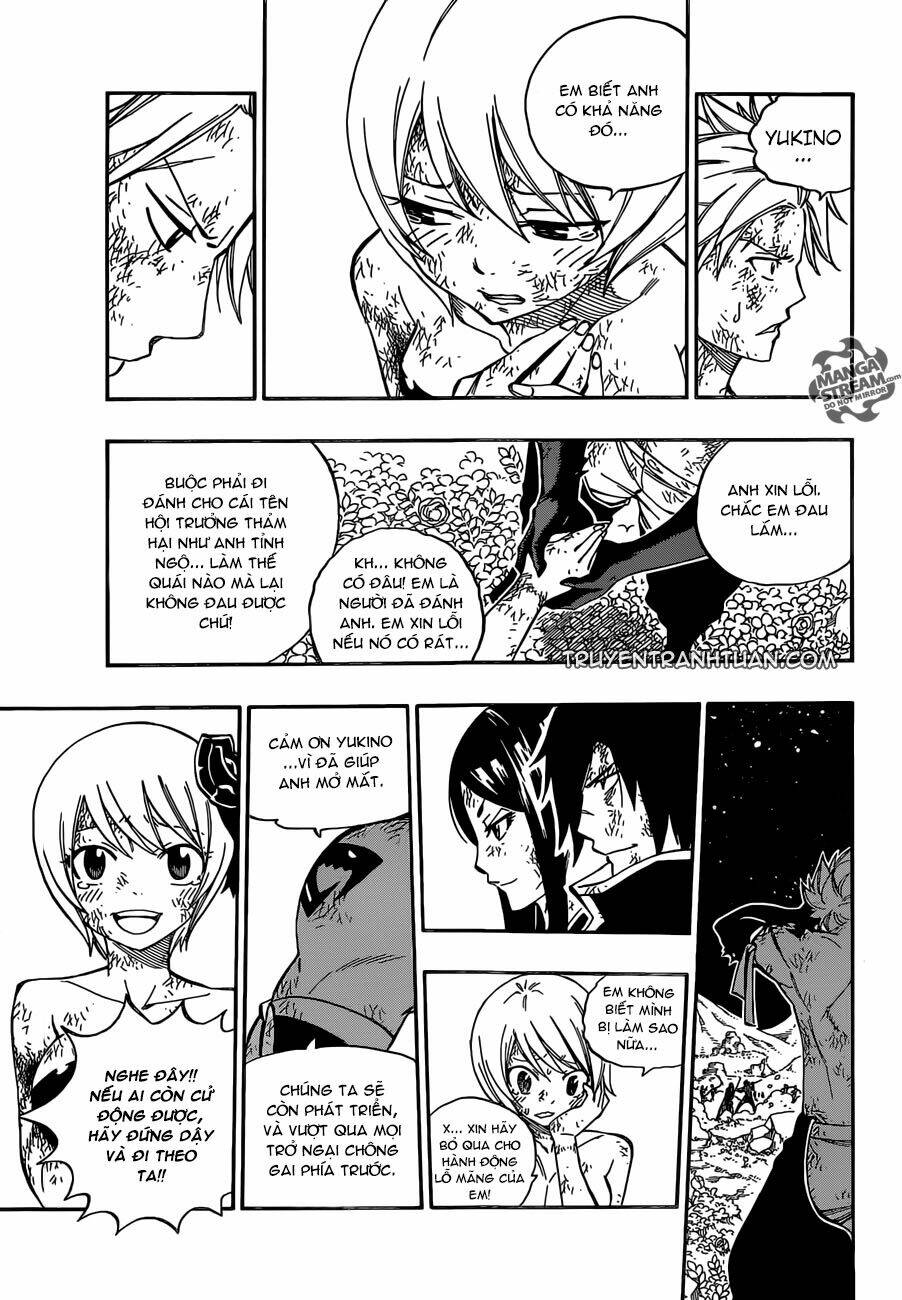 YUKINO
...
EM BIẾT ANH
CÓ KHẢ NĂNG
ĐÓ...
MANGA
STREAM.com
DO NOT MIRROR
ANH XIN LỖI.
CHẮC EM ĐAU
LẮM...
KH... KHÔNG
CÓ ĐÂU! EM LÀ
NGƯỜI ĐÃ ĐÁNH
ANH. EM XIN LỖI
NẾU NÓ CÓ RÁT...
BUỘC PHẢI ĐI
ĐÁNH CHO CÁI TÊN
HỘI TRƯỞNG THẢM
HẠI NHƯ ANH TỈNH
NGỘ... LÀM THẾ
QUÁI NÀO MÀ LẠI
KHÔNG ĐAU ĐƯỢC
CHỨ!
TRUYENTRANHTUAN.COM
EM KHÔNG
BIẾT MÌNH
BỊ LÀM SAO
NỮA...
X... XIN HÃY
BỎ QUA CHO
HÀNH ĐỘNG
LỖ MÃNG CỦA
EM!
CẢM ƠN YUKINO
...VÌ ĐÃ GIÚP
ANH MỞ MẮT.
CHÚNG TA SẼ
CÒN PHÁT TRIỂN,
VÀ VƯỢT QUA MỌI
TRỞ NGẠI CHÔNG
GAI PHÍA TRƯỚC.
NGHE ĐÂY!!
NẾU AI CÒN CỬ
ĐỘNG ĐƯỢC,
HÃY ĐỨNG DẬY
VÀ ĐI THEO
TA!!